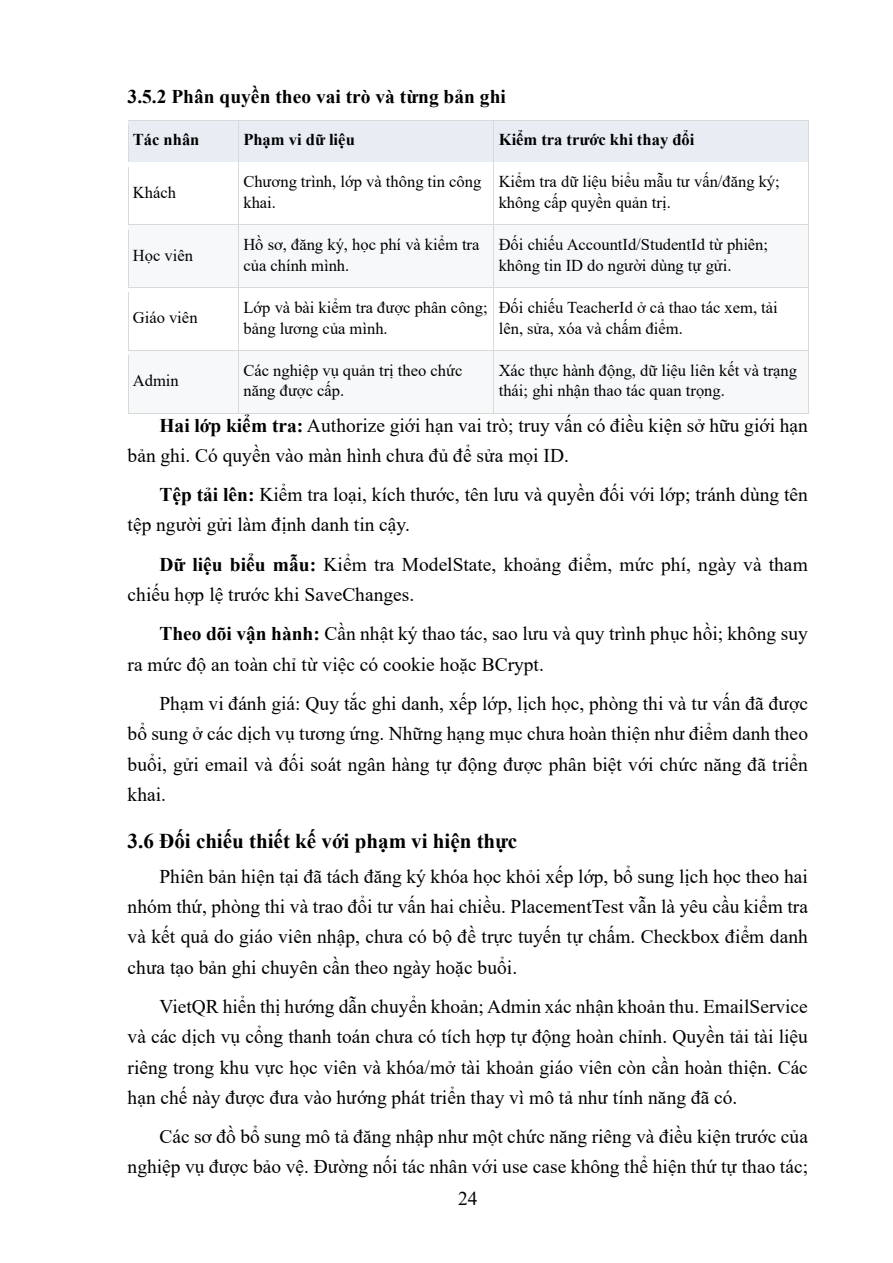 3.5.2 Phân quyền theo vai trò và từng bản ghi
Tác nhân Phạm vi dữ liệu Kiểm tra trước khi thay đổi
Khách
Chương trình, lớp và thông tin công
khai.
Kiểm tra dữ liệu biểu mẫu tư vấn/đăng ký;
không cấp quyền quản trị.
Học viên
Hồ sơ, đăng ký, học phí và kiểm tra
của chính mình.
Đối chiếu AccountId/StudentId từ phiên;
không tin ID do người dùng tự gửi.
Giáo viên
Lớp và bài kiểm tra được phân công;
bảng lương của mình.
Đối chiếu TeacherId ở cả thao tác xem, tải
lên, sửa, xóa và chấm điểm.
Admin
Các nghiệp vụ quản trị theo chức
năng được cấp.
Xác thực hành động, dữ liệu liên kết và trạng
thái; ghi nhận thao tác quan trọng.
Hai lớp kiểm tra: Authorize giới hạn vai trò; truy vấn có điều kiện sở hữu giới hạn
bản ghi. Có quyền vào màn hình chưa đủ để sửa mọi ID.
Tệp tải lên: Kiểm tra loại, kích thước, tên lưu và quyền đối với lớp; tránh dùng tên
tệp người gửi làm định danh tin cậy.
Dữ liệu biểu mẫu: Kiểm tra ModelState, khoảng điểm, mức phí, ngày và tham
chiếu hợp lệ trước khi SaveChanges.
Theo dõi vận hành: Cần nhật ký thao tác, sao lưu và quy trình phục hồi; không suy
ra mức độ an toàn chỉ từ việc có cookie hoặc BCrypt.
Phạm vi đánh giá: Quy tắc ghi danh, xếp lớp, lịch học, phòng thi và tư vấn đã được
bổ sung ở các dịch vụ tương ứng. Những hạng mục chưa hoàn thiện như điểm danh theo
buổi, gửi email và đối soát ngân hàng tự động được phân biệt với chức năng đã triển
khai.
3.6 Đối chiếu thiết kế với phạm vi hiện thực
Phiên bản hiện tại đã tách đăng ký khóa học khỏi xếp lớp, bổ sung lịch học theo hai
nhóm thứ, phòng thi và trao đổi tư vấn hai chiều. PlacementTest vẫn là yêu cầu kiểm tra
và kết quả do giáo viên nhập, chưa có bộ đề trực tuyến tự chấm. Checkbox điểm danh
chưa tạo bản ghi chuyên cần theo ngày hoặc buổi.
VietQR hiển thị hướng dẫn chuyển khoản; Admin xác nhận khoản thu. EmailService
và các dịch vụ cổng thanh toán chưa có tích hợp tự động hoàn chỉnh. Quyền tải tài liệu
riêng trong khu vực học viên và khóa/mở tài khoản giáo viên còn cần hoàn thiện. Các
hạn chế này được đưa vào hướng phát triển thay vì mô tả như tính năng đã có.
Các sơ đồ bổ sung mô tả đăng nhập như một chức năng riêng và điều kiện trước của
nghiệp vụ được bảo vệ. Đường nối tác nhân với use case không thể hiện thứ tự thao tác;
24